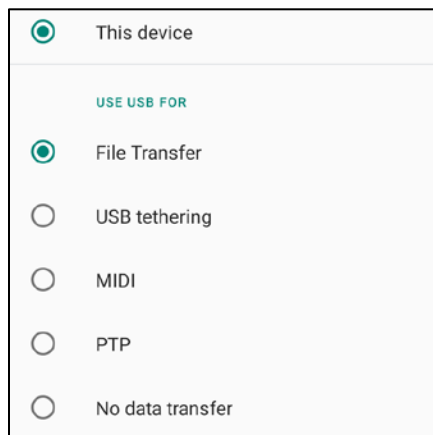 This device
USE USB FOR
File Transfer
USB tethering
MIDI
PTP
No data transfer